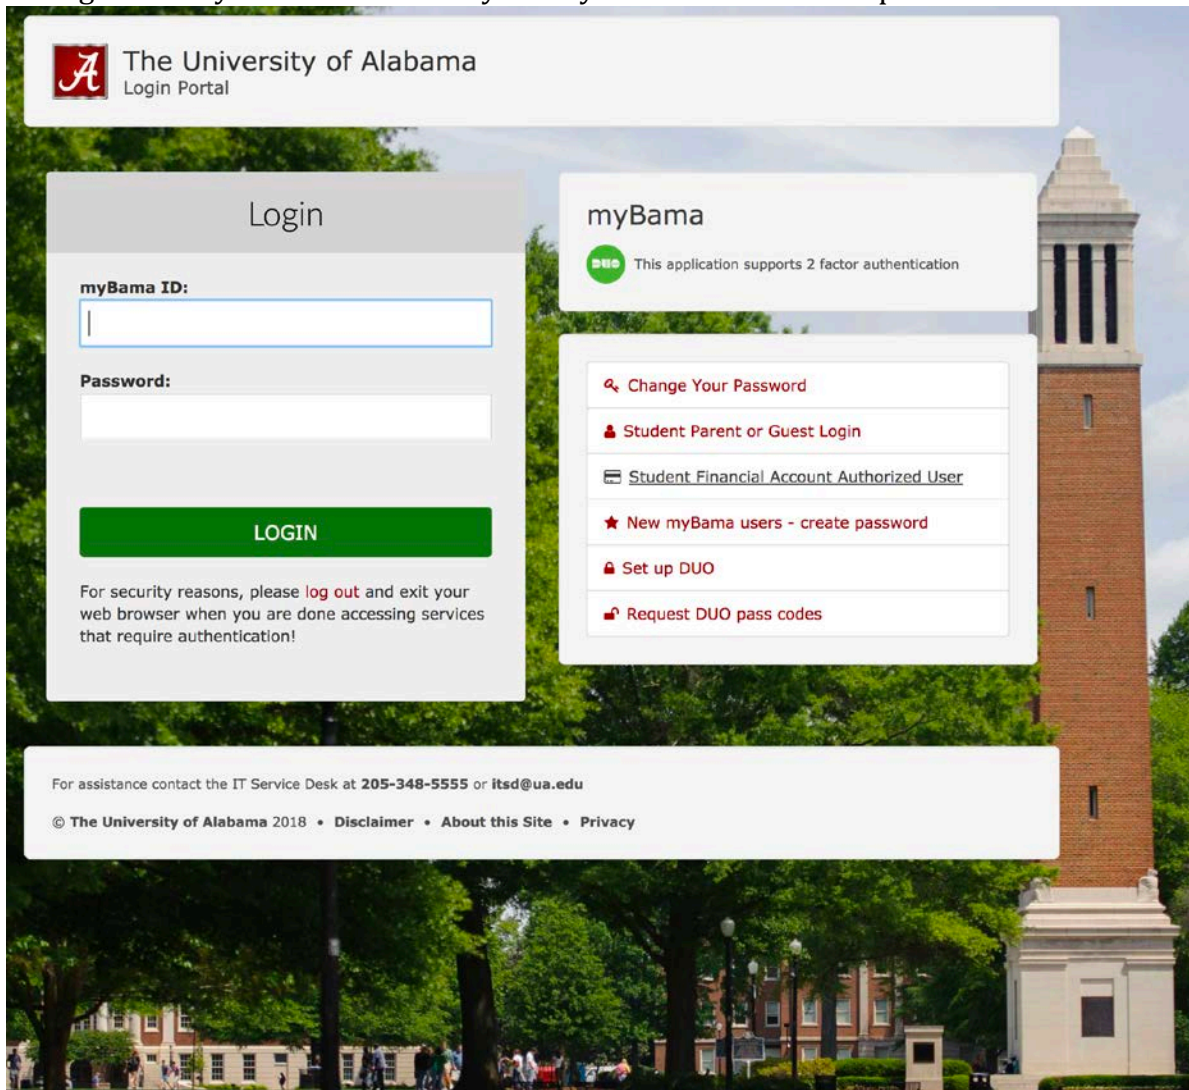 The University of Alabama
Login Portal
Login
myBama ID:
Password:
LOGIN
For security reasons, please log out and exit your
web browser when you are done accessing services
that require authentication!
myBama
DUO
This application supports 2 factor authentication
Change Your Password
Student Parent or Guest Login
Student Financial Account Authorized User
New myBama users - create password
Set up DUO
Request DUO pass codes
For assistance contact the IT Service Desk at 205-348-5555 or itsd@ua.edu
© The University of Alabama 2018 • Disclaimer • About this Site • Privacy